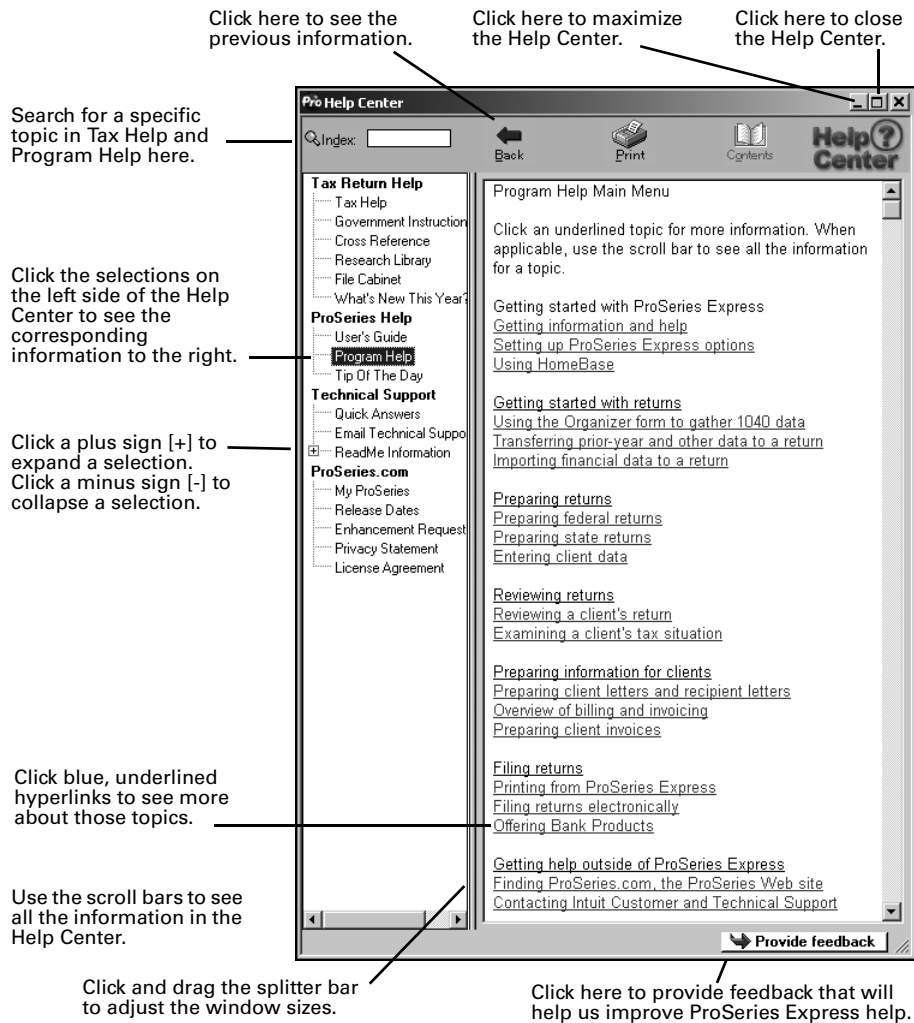 Click here to see the
previous information.
Click here to maximize
the Help Center.
Click here to close
the Help Center.
Search for a specific
topic in Tax Help and
Program Help here.
Click the selections on
the left side of the Help
Center to see the
corresponding
information to the right.
Click a plus sign [+] to
expand a selection.
Click a minus sign [-] to
collapse a selection.
Click blue, underlined
hyperlinks to see more
about those topics.
Use the scroll bars to see
all the information in the
Help Center.
Pro Help Center
Index:
Back
Print
Contents
Help?
Center
Tax Return Help
Tax Help
Government Instruction
Cross Reference
Research Library
File Cabinet
What's New This Year?
ProSeries Help
User's Guide
Program Help
Tip Of The Day
Technical Support
Quick Answers
Email Technical Suppo
ReadMe Information
ProSeries.com
My ProSeries
Release Dates
Enhancement Request
Privacy Statement
License Agreement
Program Help Main Menu
Click an underlined topic for more information. When
applicable, use the scroll bar to see all the information
for a topic.
Getting started with ProSeries Express
Getting information and help
Setting up ProSeries Express options
Using HomeBase
Getting started with returns
Using the Organizer form to gather 1040 data
Transferring prior-year and other data to a return
Importing financial data to a return
Preparing returns
Preparing federal returns
Preparing state returns
Entering client data
Reviewing returns
Reviewing a client's return
Examining a client's tax situation
Preparing information for clients
Preparing client letters and recipient letters
Overview of billing and invoicing
Preparing client invoices
Filing returns
Printing from ProSeries Express
Filing returns electronically
Offering Bank Products
Getting help outside of ProSeries Express
Finding ProSeries.com, the ProSeries Web site
Contacting Intuit Customer and Technical Support
Provide feedback
Click and drag the splitter bar
to adjust the window sizes.
Click here to provide feedback that will
help us improve ProSeries Express help.